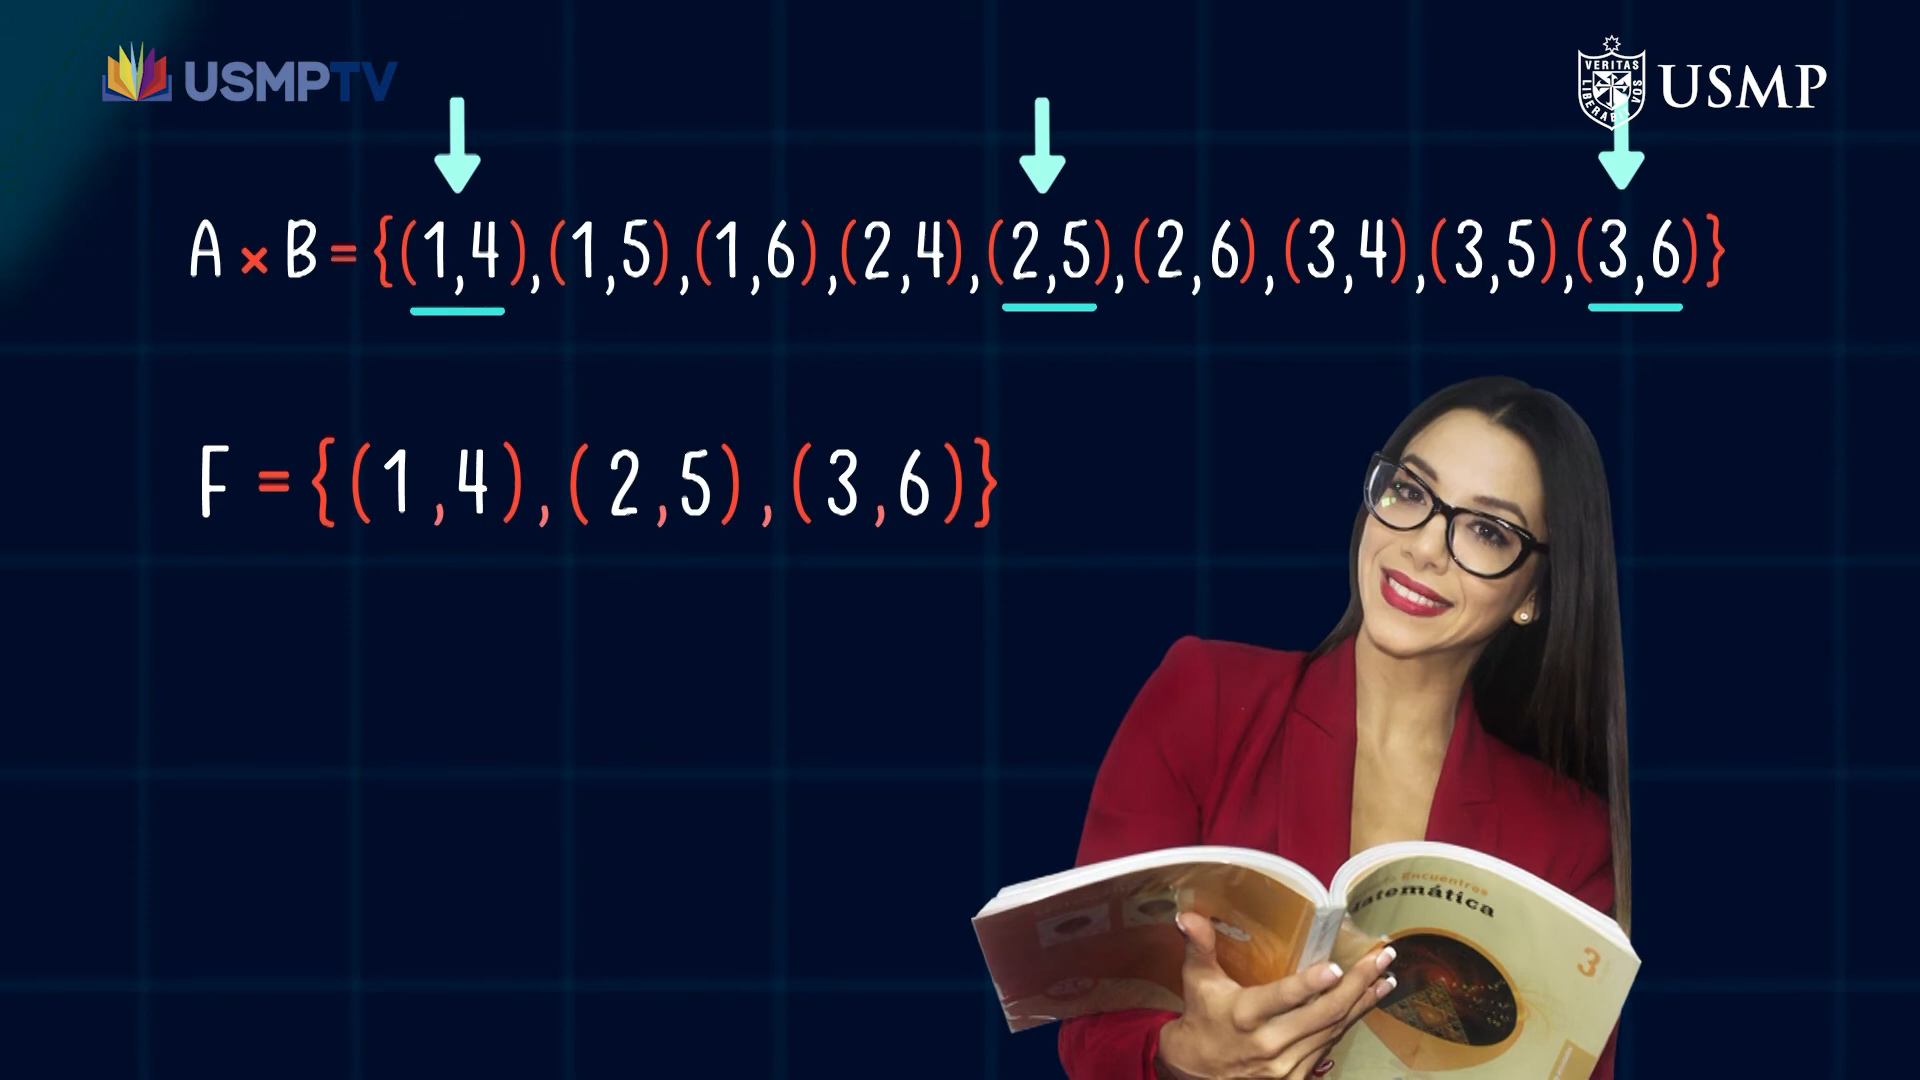 USMPTV
VERITAS
LIBERABIT
VOS
USMP
A × B = {(1,4),(1,5),(1,6),(2,4),(2,5),(2,6),(3,4),(3,5),(3,6)}
F = {(1,4),(2,5),(3,6)}
Encuentros
Matemática
3